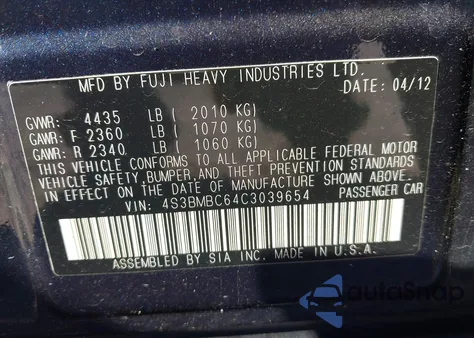 MFD BY FUJI HEAVY INDUSTRIES LTD.
DATE: 04/12
GVWR: 4435 LB ( 2010 KG)
GAWR: F 2360 LB ( 1070 KG)
GAWR: R 2340 LB ( 1060 KG)
THIS VEHICLE CONFORMS TO ALL APPLICABLE FEDERAL MOTOR
VEHICLE SAFETY, BUMPER, AND THEFT PREVENTION STANDARDS
IN EFFECT ON THE DATE OF MANUFACTURE SHOWN ABOVE.
VIN: 4S3BMBC64C3039654 PASSENGER CAR
ASSEMBLED BY SIA INC. MADE IN U.S.A.
autoSnap